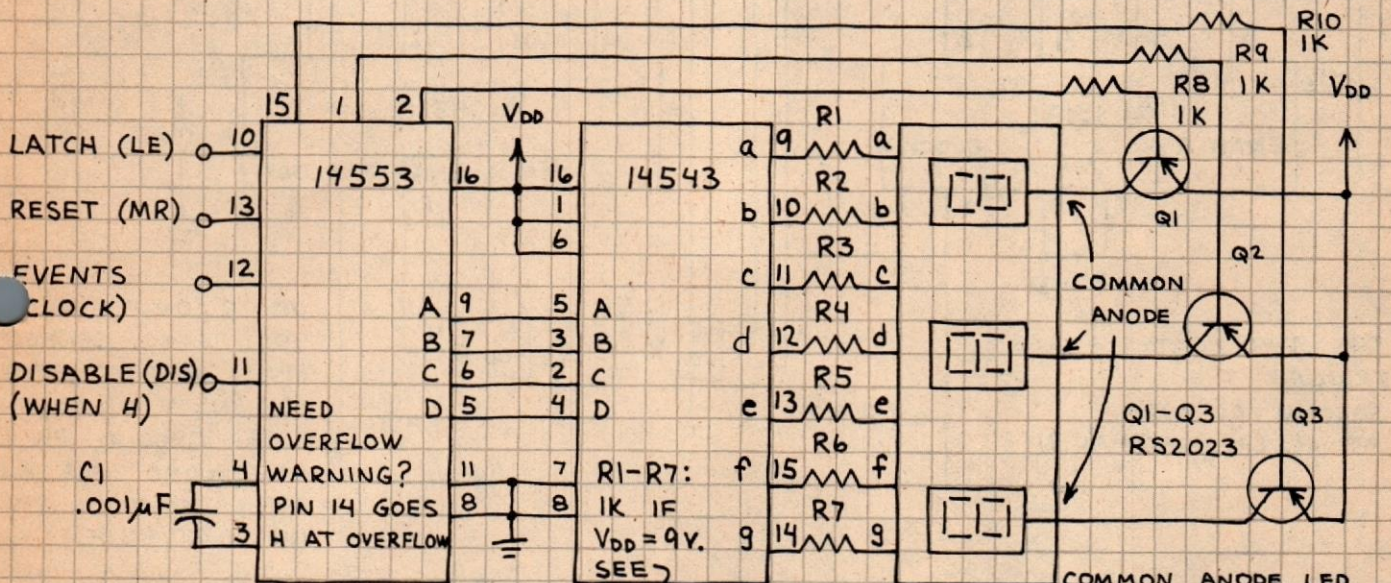 R10
1K
R9
1K
R8
1K
VDD
15 1 2
VDD
LATCH (LE) 10
14553
16 16
14543
RESET (MR) 13
1
6
EVENTS 12
CLOCK)
A 9 5 A
B 7 3 B
C 6 2 C
D 5 4 D
DISABLE (DIS) 11
(WHEN H)
NEED
OVERFLOW
WARNING?
PIN 14 GOES
H AT OVERFLOW
11 7
8 8
C1
.001µF
4
3
R1-R7:
1K IF
VDD = 9V.
SEE
R1
a 9 a
R2
b 10 b
R3
c 11 c
R4
d 12 d
R5
e 13 e
R6
f 15 f
R7
g 14 g
Q1
Q2
Q3
COMMON
ANODE
Q1-Q3
RS2023
COMMON ANODE LED